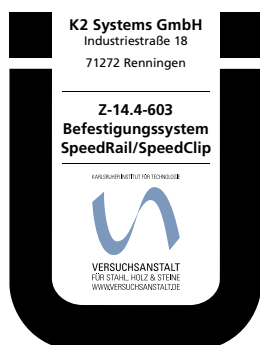 K2 Systems GmbH
Industriestraße 18
71272 Renningen
Z-14.4-603
Befestigungssystem
SpeedRail/SpeedClip
KARLSRUHER INSTITUT FÜR TECHNOLOGIE
VERSUCHSANSTALT
FÜR STAHL, HOLZ & STEINE
WWW.VERSUCHSANSTALT.DE